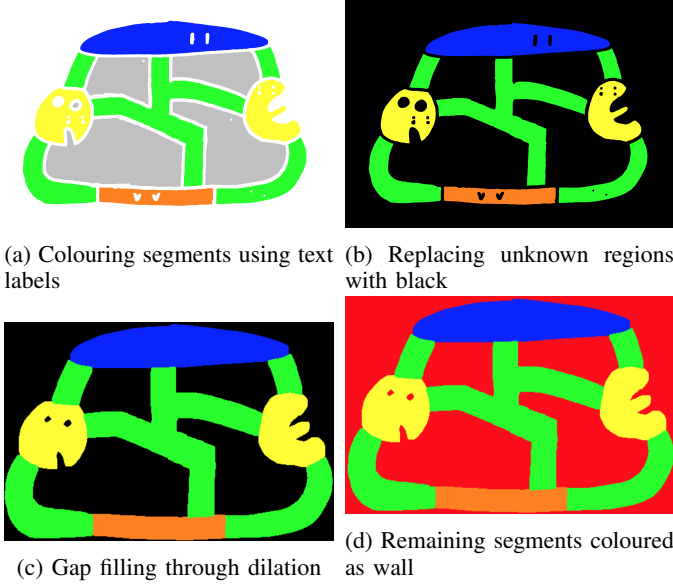 (a) Colouring segments using text
labels
(b) Replacing unknown regions
with black
(c) Gap filling through dilation
(d) Remaining segments coloured
as wall